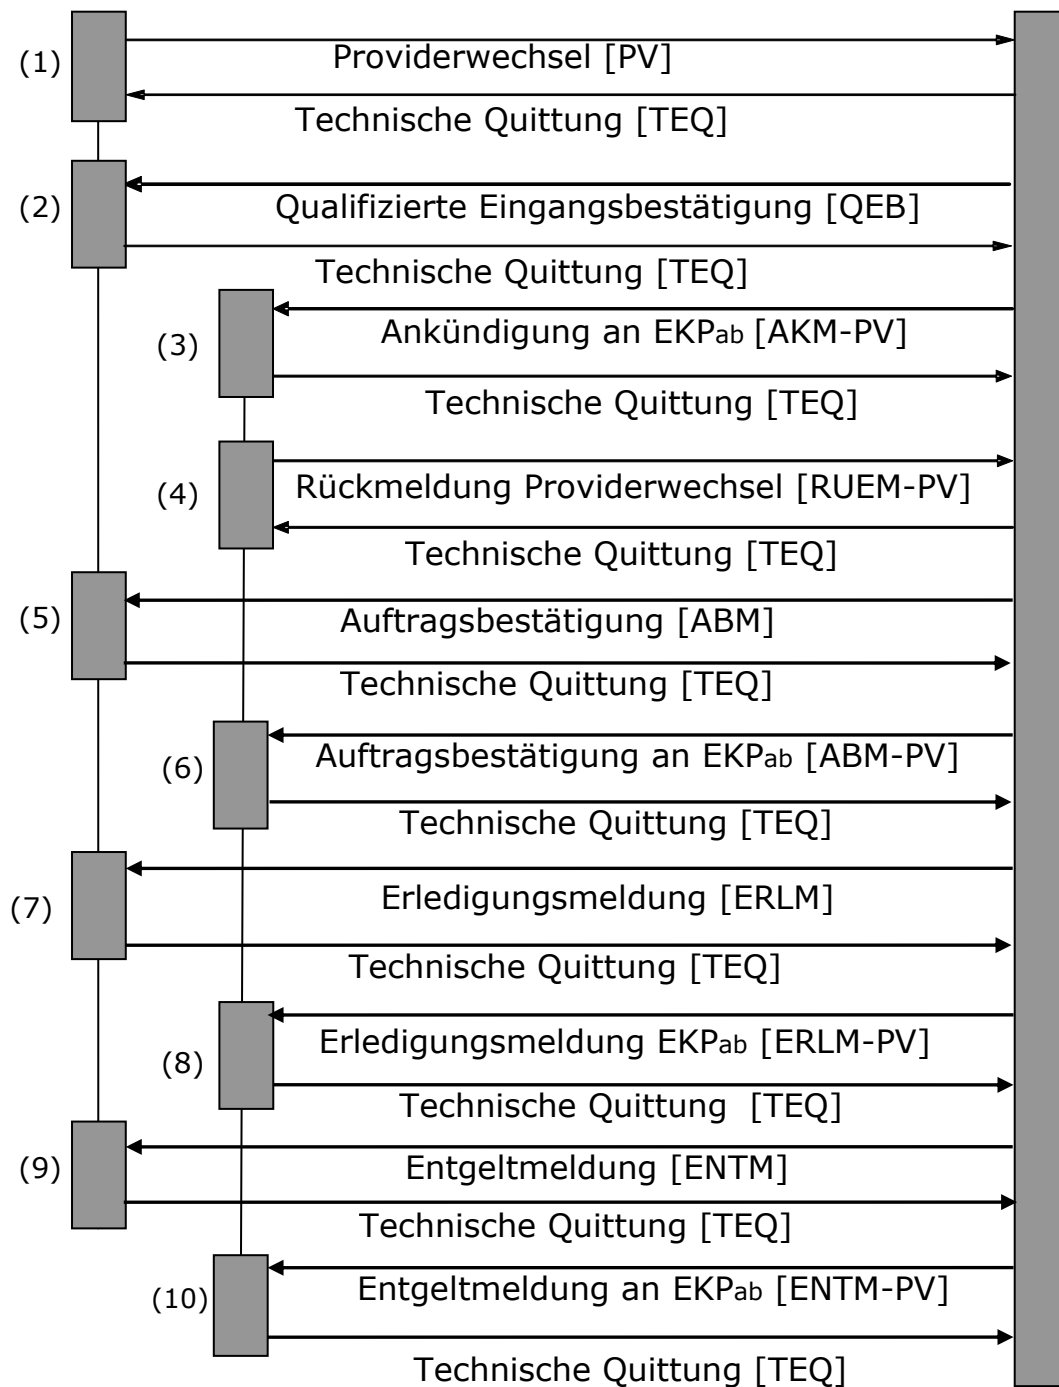 (1)
Providerwechsel [PV]
Technische Quittung [TEQ]
(2)
Qualifizierte Eingangsbestätigung [QEB]
Technische Quittung [TEQ]
(3)
Ankündigung an EKPab [AKM-PV]
Technische Quittung [TEQ]
(4)
Rückmeldung Providerwechsel [RUEM-PV]
Technische Quittung [TEQ]
(5)
Auftragsbestätigung [ABM]
Technische Quittung [TEQ]
(6)
Auftragsbestätigung an EKPab [ABM-PV]
Technische Quittung [TEQ]
(7)
Erledigungsmeldung [ERLM]
Technische Quittung [TEQ]
(8)
Erledigungsmeldung EKPab [ERLM-PV]
Technische Quittung [TEQ]
(9)
Entgeltmeldung [ENTM]
Technische Quittung [TEQ]
(10)
Entgeltmeldung an EKPab [ENTM-PV]
Technische Quittung [TEQ]